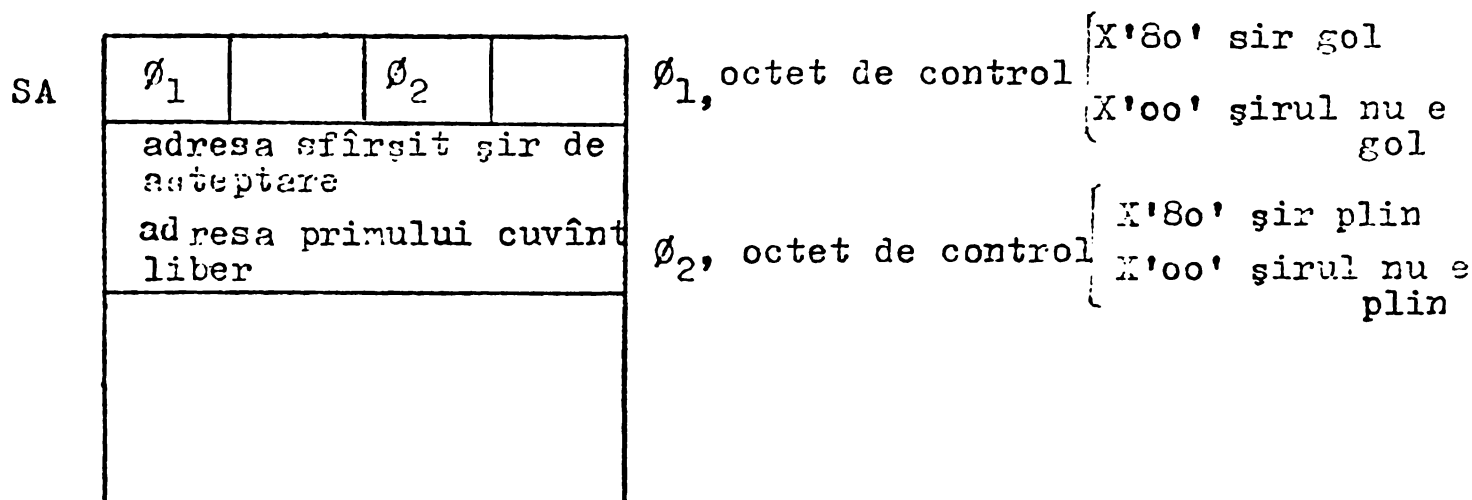 SA
Ø1
Ø2
adresa sfîrşit şir de
aşteptare
adresa primului cuvînt
liber
Ø1, octet de control
X'8o' sir gol
X'oo' şirul nu e
gol
Ø2, octet de control
X'8o' şir plin
X'oo' şirul nu e
plin